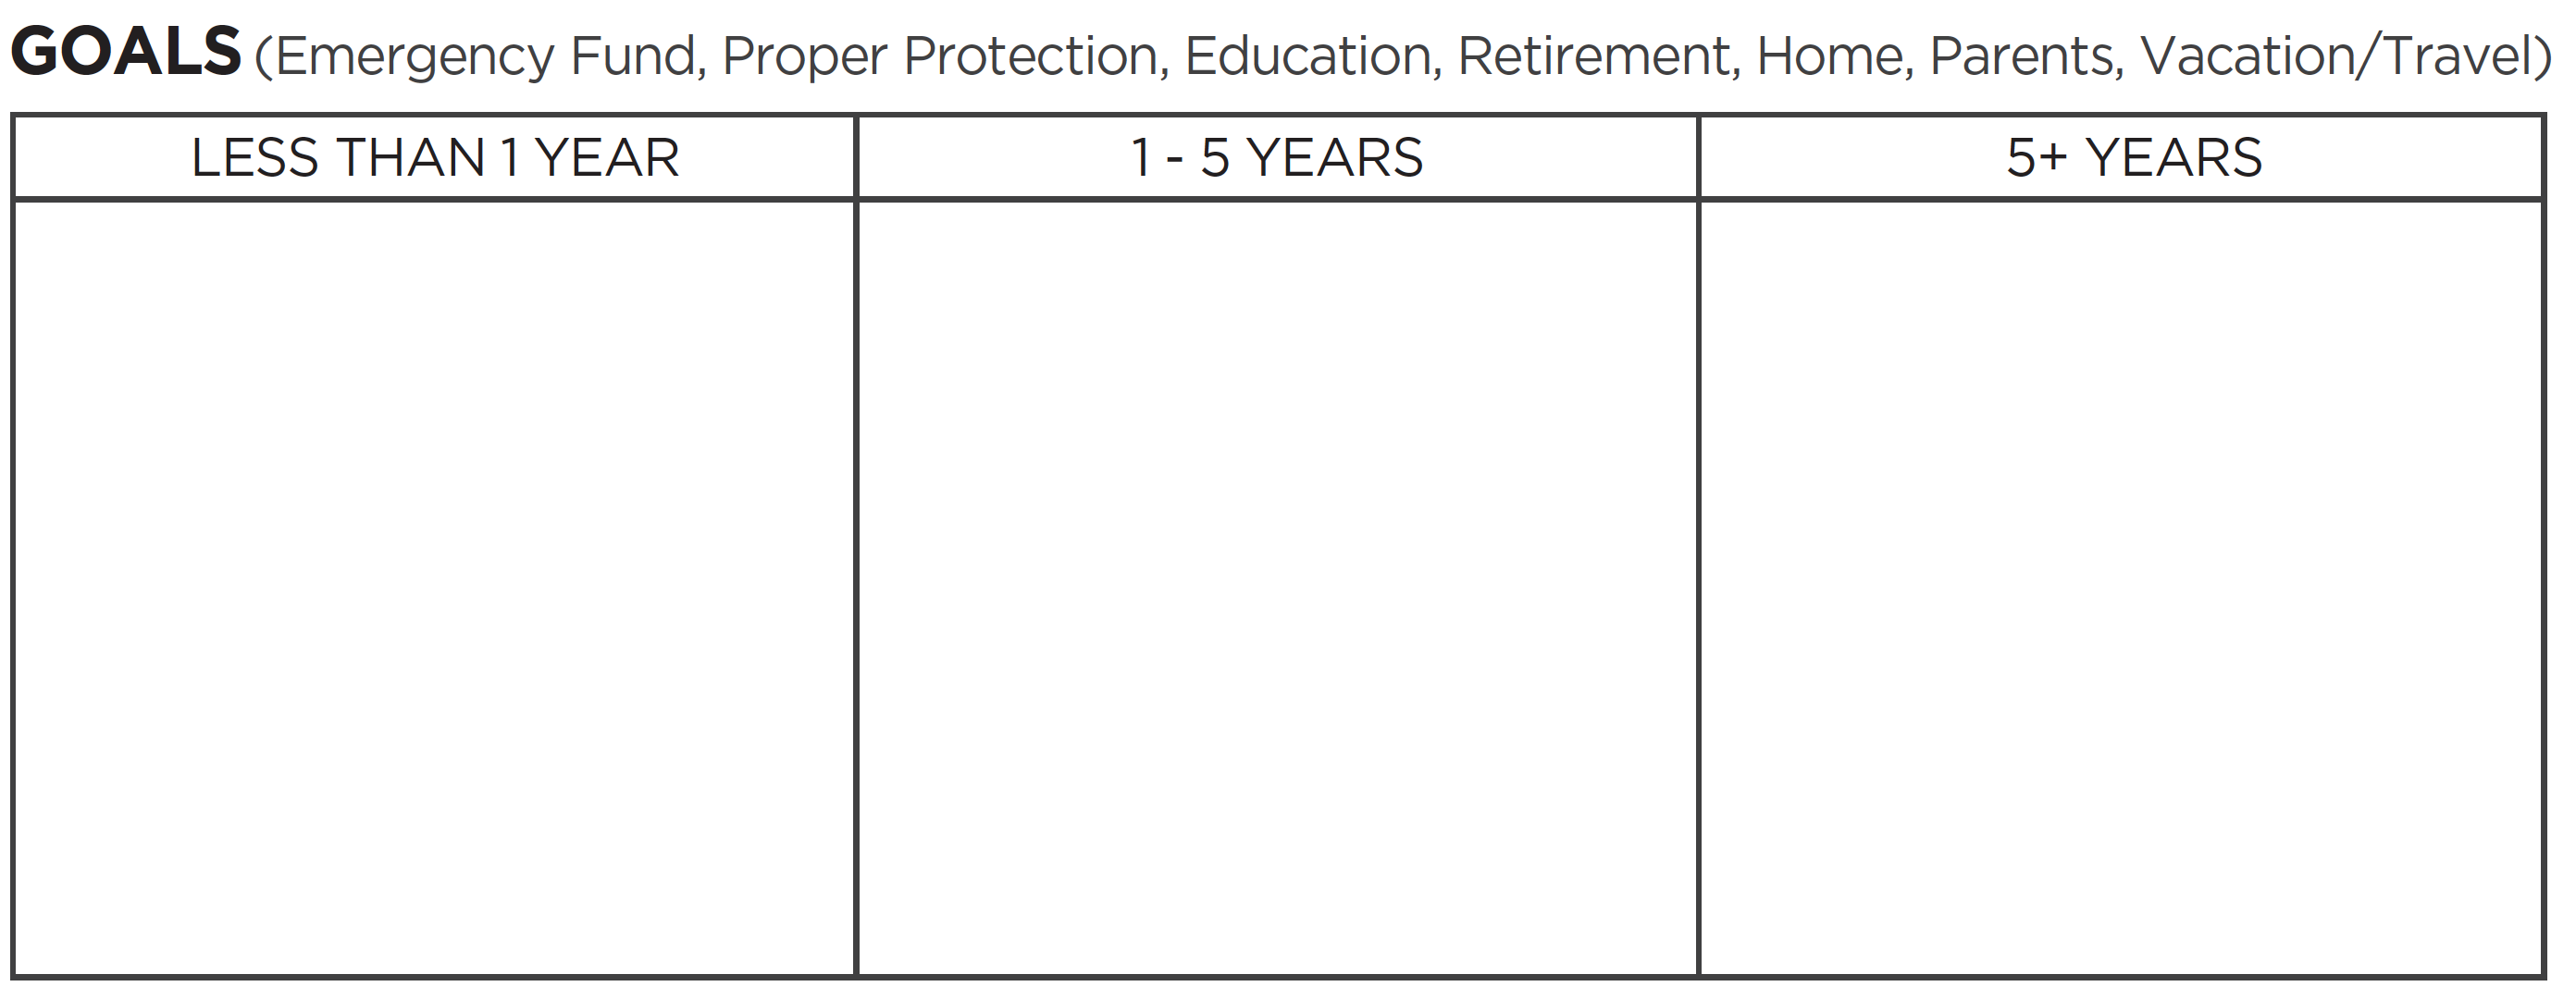 GOALS (Emergency Fund, Proper Protection, Education, Retirement, Home, Parents, Vacation/Travel)
LESS THAN 1 YEAR
1 - 5 YEARS
5+ YEARS